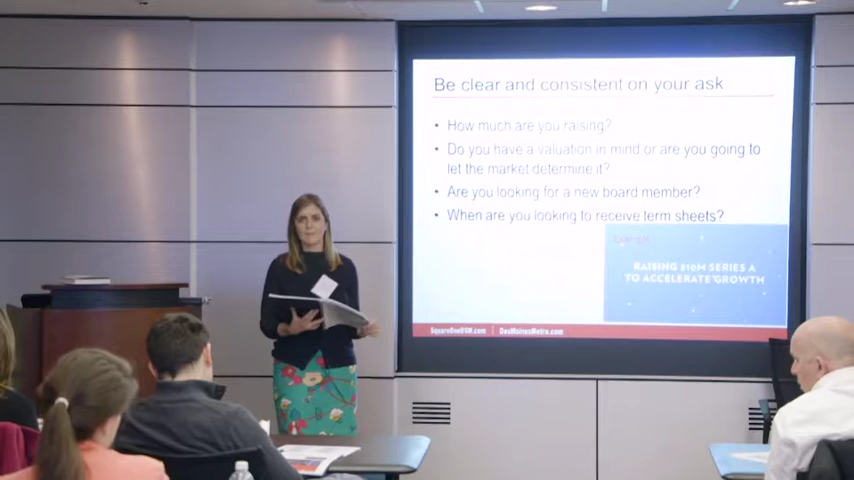 Be clear and consistent on your ask
• How much are you raising?
• Do you have a valuation in mind or are you going to
let the market determine it?
• Are you looking for a new board member?
• When are you looking to receive term sheets?
Example
RAISING $10M SERIES A
TO ACCELERATE GROWTH
SquareOneDSM.com | DesMoinesMetro.com